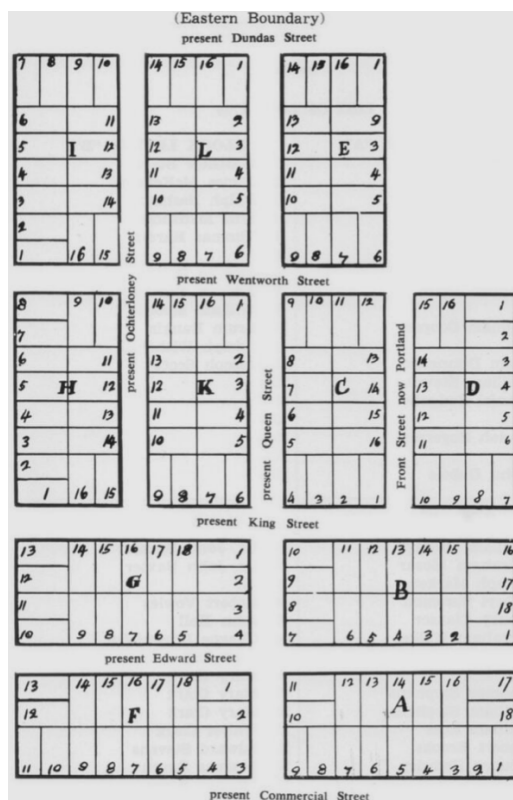 (Eastern Boundary)
present Dundas Street
7 8 9 10 14 15 16 1 14 15 16 1
6 11 13 2 13 9
5 I 12 12 L 3 12 E 3
4 13 11 4 11 4
3 14 10 5 10 5
2
1 16 15 9 8 7 6 9 8 7 6
present Ochterloney Street
present Wentworth Street
8 9 10 14 15 16 1 9 10 11 12 15 16 1
7 2
6 11 13 2 8 13 14 3
5 H 12 12 K 3 7 C 14 13 D 4
4 13 11 4 6 15 12 5
3 14 10 5 5 16 11 6
2
1 16 15 9 8 7 6 4 3 2 1 10 9 8 7
present Queen Street
Front Street now Portland
present King Street
13 14 15 16 17 18 1 10 11 12 13 14 15 16
12 G 2 9 B 17
11 3 8 18
10 9 8 7 6 5 4 7 6 5 4 3 2 1
present Edward Street
13 14 15 16 17 18 1 11 12 13 14 15 16 17
12 F 2 10 A 18
11 10 9 8 7 6 5 4 3 9 8 7 6 5 4 3 2 1
present Commercial Street